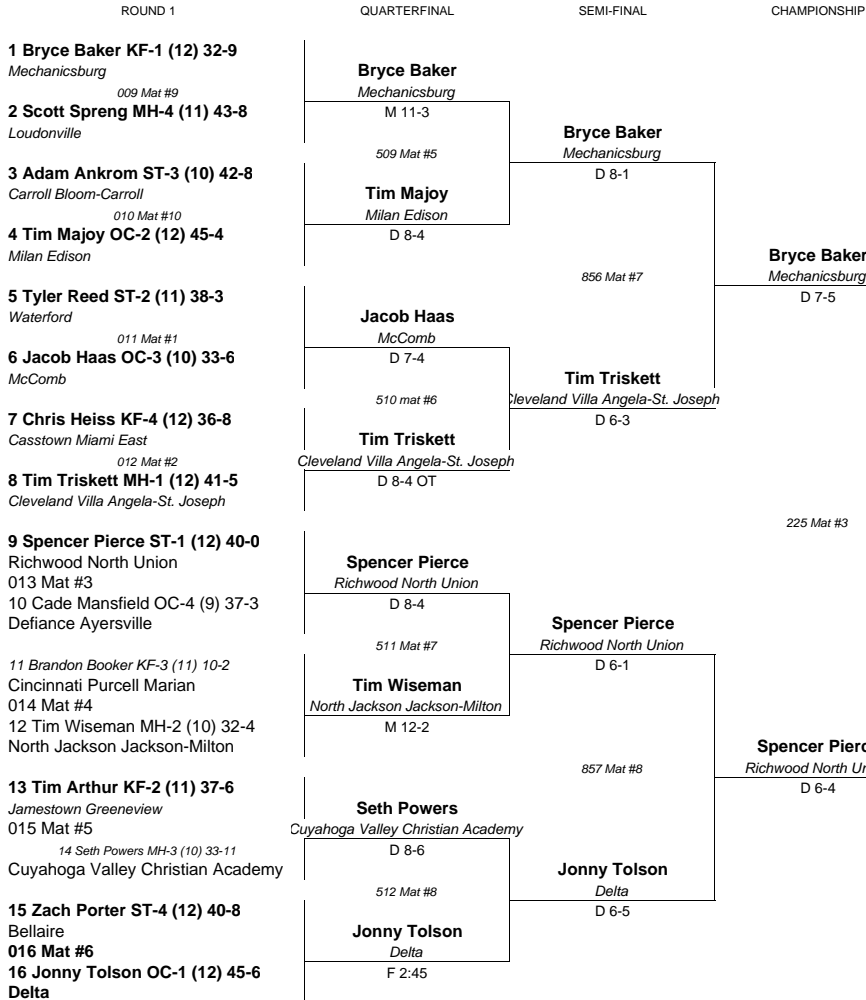 ROUND 1
QUARTERFINAL
SEMI-FINAL
CHAMPIONSHIP
1 Bryce Baker KF-1 (12) 32-9
Mechanicsburg
009 Mat #9
2 Scott Spreng MH-4 (11) 43-8
Loudonville
3 Adam Ankrom ST-3 (10) 42-8
Carroll Bloom-Carroll
010 Mat #10
4 Tim Majoy OC-2 (12) 45-4
Milan Edison
5 Tyler Reed ST-2 (11) 38-3
Waterford
011 Mat #1
6 Jacob Haas OC-3 (10) 33-6
McComb
7 Chris Heiss KF-4 (12) 36-8
Casstown Miami East
012 Mat #2
8 Tim Triskett MH-1 (12) 41-5
Cleveland Villa Angela-St. Joseph
9 Spencer Pierce ST-1 (12) 40-0
Richwood North Union
013 Mat #3
10 Cade Mansfield OC-4 (9) 37-3
Defiance Ayersville
11 Brandon Booker KF-3 (11) 10-2
Cincinnati Purcell Marian
014 Mat #4
12 Tim Wiseman MH-2 (10) 32-4
North Jackson Jackson-Milton
13 Tim Arthur KF-2 (11) 37-6
Jamestown Greeneview
015 Mat #5
14 Seth Powers MH-3 (10) 33-11
Cuyahoga Valley Christian Academy
15 Zach Porter ST-4 (12) 40-8
Bellaire
016 Mat #6
16 Jonny Tolson OC-1 (12) 45-6
Delta
Bryce Baker
Mechanicsburg
M 11-3
509 Mat #5
Tim Majoy
Milan Edison
D 8-4
Jacob Haas
McComb
D 7-4
510 mat #6
Tim Triskett
Cleveland Villa Angela-St. Joseph
D 8-4 OT
Spencer Pierce
Richwood North Union
D 8-4
511 Mat #7
Tim Wiseman
North Jackson Jackson-Milton
M 12-2
Seth Powers
Cuyahoga Valley Christian Academy
D 8-6
512 Mat #8
Jonny Tolson
Delta
F 2:45
Bryce Baker
Mechanicsburg
D 8-1
856 Mat #7
Tim Triskett
Cleveland Villa Angela-St. Joseph
D 6-3
Spencer Pierce
Richwood North Union
D 6-1
857 Mat #8
Jonny Tolson
Delta
D 6-5
Bryce Baker
Mechanicsburg
D 7-5
225 Mat #3
Spencer Pierc
Richwood North Un
D 6-4